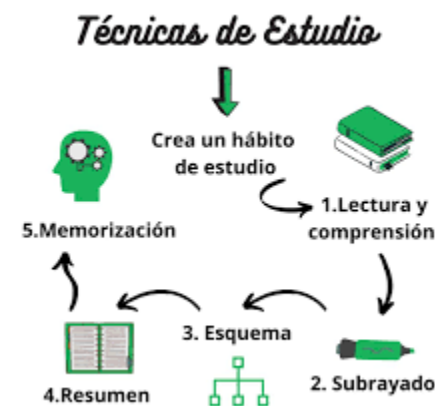 Técnicas de Estudio
Crea un hábito
de estudio
1.Lectura y
comprensión
2. Subrayado
3. Esquema
4.Resumen
5.Memorización